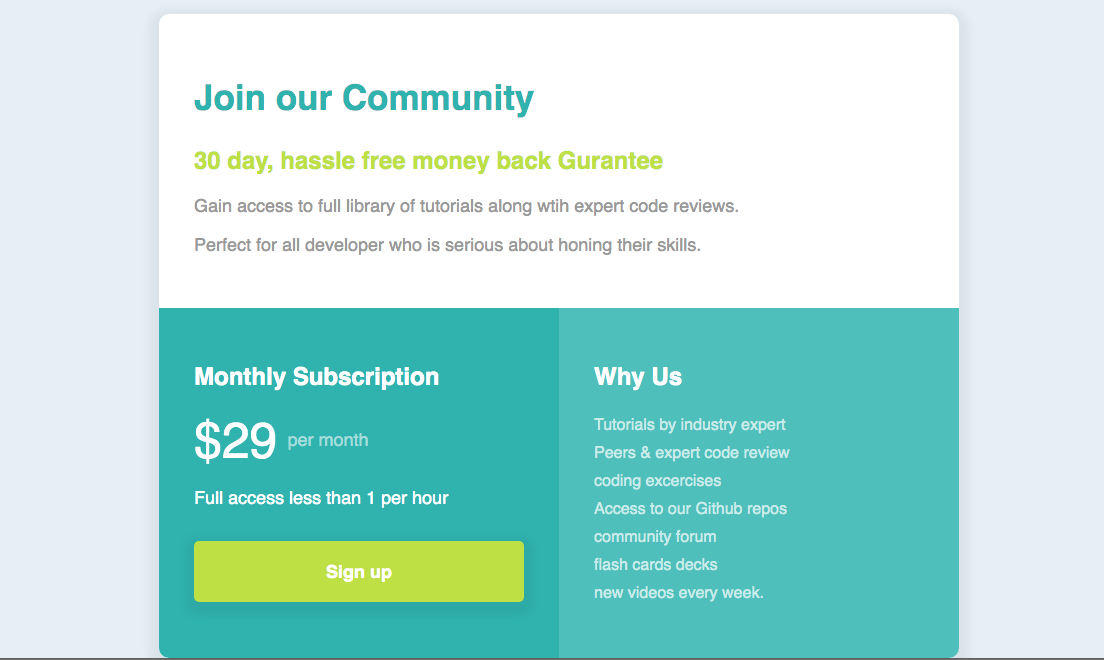 Join our Community
30 day, hassle free money back Gurantee
Gain access to full library of tutorials along wtih expert code reviews.
Perfect for all developer who is serious about honing their skills.
Monthly Subscription
$29 per month
Full access less than 1 per hour
Sign up
Why Us
Tutorials by industry expert
Peers & expert code review
coding excercises
Access to our Github repos
community forum
flash cards decks
new videos every week.